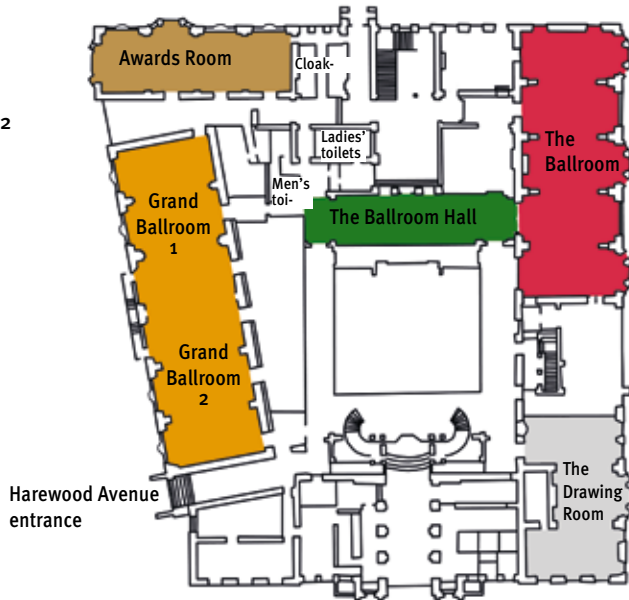 Awards Room
Cloak-
2
Ladies'
toilets
The
Ballroom
Men's
toi-
Grand
Ballroom
1
The Ballroom Hall
Grand
Ballroom
2
The
Drawing
Room
Harewood Avenue
entrance